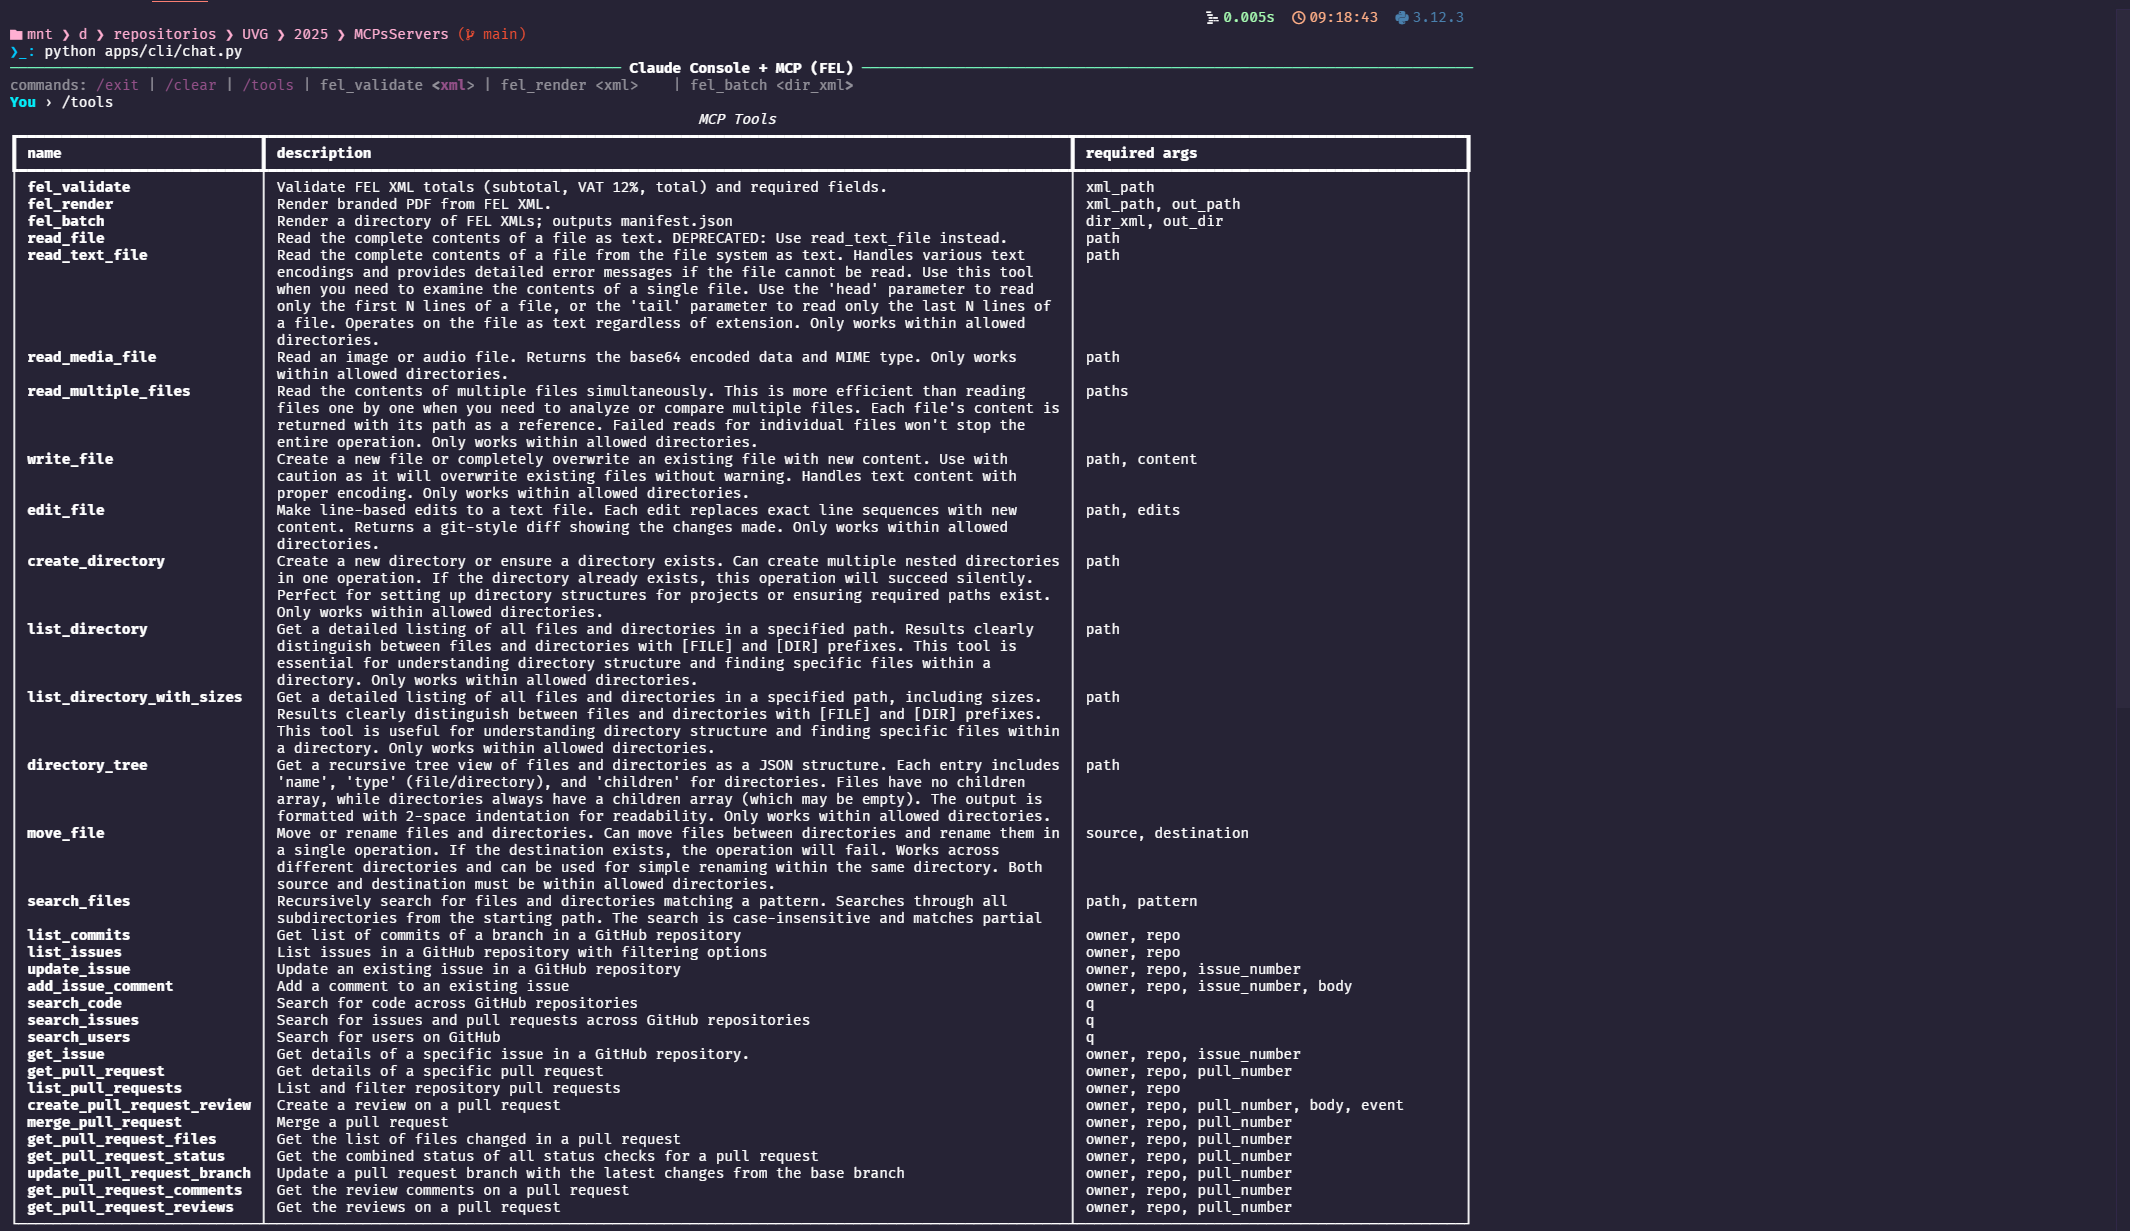 0.005s 09:18:43 3.12.3
mnt ❯ d ❯ repositorios ❯ UVG ❯ 2025 ❯ MCPsServers ( main)
❯_: python apps/cli/chat.py
Claude Console + MCP (FEL)
commands: /exit | /clear | /tools | fel_validate <xml> | fel_render <xml> | fel_batch <dir_xml>
You › /tools
MCP Tools
name description required args
fel_validate Validate FEL XML totals (subtotal, VAT 12%, total) and required fields. xml_path
fel_render Render branded PDF from FEL XML. xml_path, out_path
fel_batch Render a directory of FEL XMLs; outputs manifest.json dir_xml, out_dir
read_file Read the complete contents of a file as text. DEPRECATED: Use read_text_file instead. path
read_text_file Read the complete contents of a file from the file system as text. Handles various text path
encodings and provides detailed error messages if the file cannot be read. Use this tool
when you need to examine the contents of a single file. Use the 'head' parameter to read
only the first N lines of a file, or the 'tail' parameter to read only the last N lines of
a file. Operates on the file as text regardless of extension. Only works within allowed
directories.
read_media_file Read an image or audio file. Returns the base64 encoded data and MIME type. Only works path
within allowed directories.
read_multiple_files Read the contents of multiple files simultaneously. This is more efficient than reading paths
files one by one when you need to analyze or compare multiple files. Each file's content is
returned with its path as a reference. Failed reads for individual files won't stop the
entire operation. Only works within allowed directories.
write_file Create a new file or completely overwrite an existing file with new content. Use with path, content
caution as it will overwrite existing files without warning. Handles text content with
proper encoding. Only works within allowed directories.
edit_file Make line-based edits to a text file. Each edit replaces exact line sequences with new path, edits
content. Returns a git-style diff showing the changes made. Only works within allowed
directories.
create_directory Create a new directory or ensure a directory exists. Can create multiple nested directories path
in one operation. If the directory already exists, this operation will succeed silently.
Perfect for setting up directory structures for projects or ensuring required paths exist.
Only works within allowed directories.
list_directory Get a detailed listing of all files and directories in a specified path. Results clearly path
distinguish between files and directories with [FILE] and [DIR] prefixes. This tool is
essential for understanding directory structure and finding specific files within a
directory. Only works within allowed directories.
list_directory_with_sizes Get a detailed listing of all files and directories in a specified path, including sizes. path
Results clearly distinguish between files and directories with [FILE] and [DIR] prefixes.
This tool is useful for understanding directory structure and finding specific files within
a directory. Only works within allowed directories.
directory_tree Get a recursive tree view of files and directories as a JSON structure. Each entry includes path
'name', 'type' (file/directory), and 'children' for directories. Files have no children
array, while directories always have a children array (which may be empty). The output is
formatted with 2-space indentation for readability. Only works within allowed directories.
move_file Move or rename files and directories. Can move files between directories and rename them in source, destination
a single operation. If the destination exists, the operation will fail. Works across
different directories and can be used for simple renaming within the same directory. Both
source and destination must be within allowed directories.
search_files Recursively search for files and directories matching a pattern. Searches through all path, pattern
subdirectories from the starting path. The search is case-insensitive and matches partial
list_commits Get list of commits of a branch in a GitHub repository owner, repo
list_issues List issues in a GitHub repository with filtering options owner, repo
update_issue Update an existing issue in a GitHub repository owner, repo, issue_number
add_issue_comment Add a comment to an existing issue owner, repo, issue_number, body
search_code Search for code across GitHub repositories q
search_issues Search for issues and pull requests across GitHub repositories q
search_users Search for users on GitHub q
get_issue Get details of a specific issue in a GitHub repository. owner, repo, issue_number
get_pull_request Get details of a specific pull request owner, repo, pull_number
list_pull_requests List and filter repository pull requests owner, repo
create_pull_request_review Create a review on a pull request owner, repo, pull_number, body, event
merge_pull_request Merge a pull request owner, repo, pull_number
get_pull_request_files Get the list of files changed in a pull request owner, repo, pull_number
get_pull_request_status Get the combined status of all status checks for a pull request owner, repo, pull_number
update_pull_request_branch Update a pull request branch with the latest changes from the base branch owner, repo, pull_number
get_pull_request_comments Get the review comments on a pull request owner, repo, pull_number
get_pull_request_reviews Get the reviews on a pull request owner, repo, pull_number